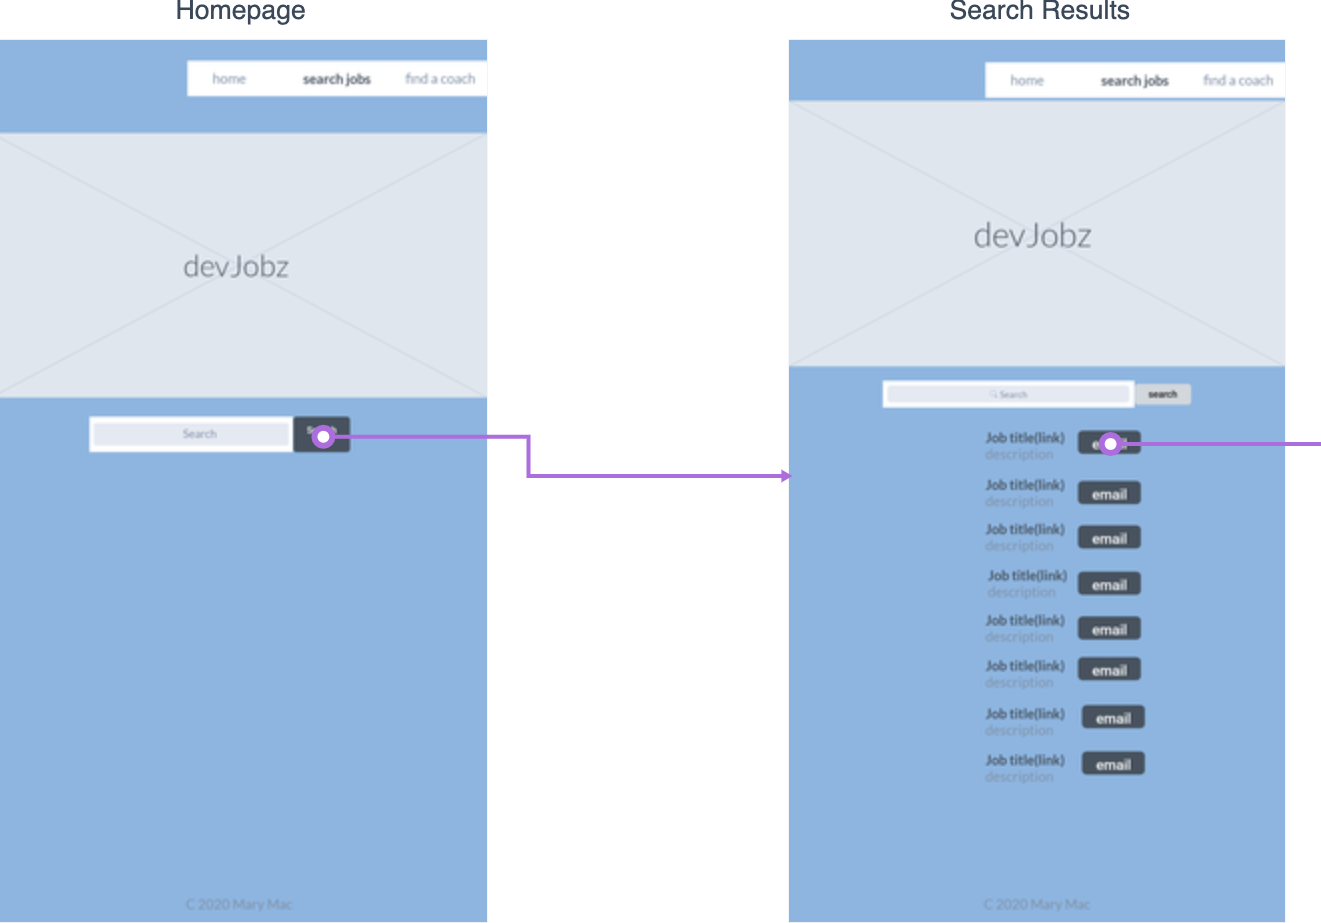 Homepage
home search jobs find a coach
devJobz
Search
C 2020 Mary Mac
Search Results
home search jobs find a coach
devJobz
Search search
Job title(link)
description
Job title(link) email
description
Job title(link) email
description
Job title(link) email
description
Job title(link) email
description
Job title(link) email
description
Job title(link) email
description
Job title(link) email
description
C 2020 Mary Mac